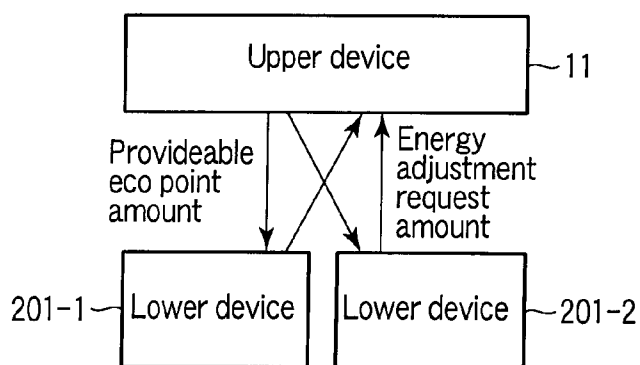 Upper device
11
Provideable
eco point
amount
Energy
adjustment
request
amount
201-1
Lower device
Lower device
201-2